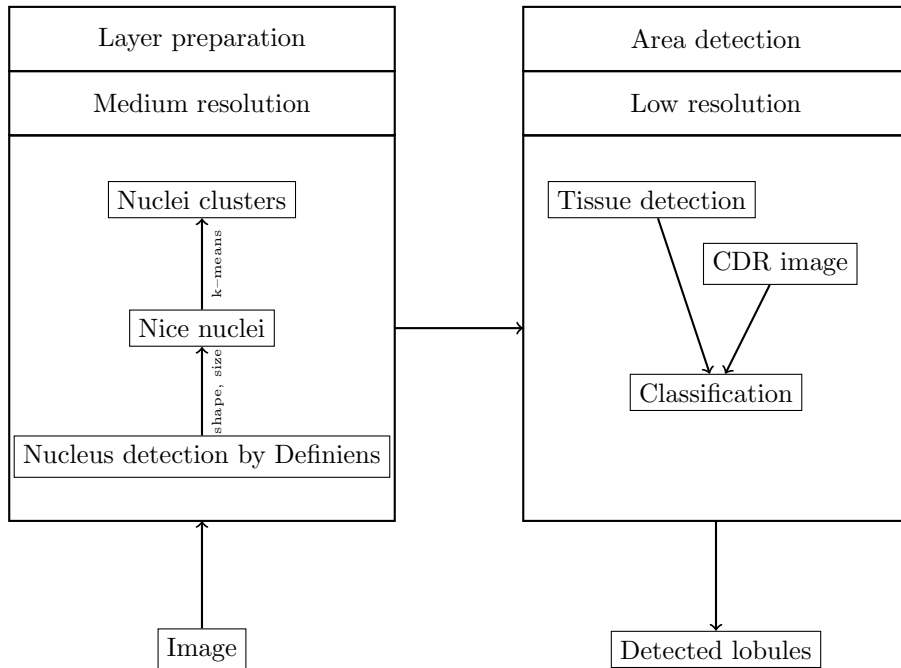 Layer preparation
Medium resolution
Nuclei clusters
k–means
Nice nuclei
shape, size
Nucleus detection by Definiens
Image
Area detection
Low resolution
Tissue detection
CDR image
Classification
Detected lobules